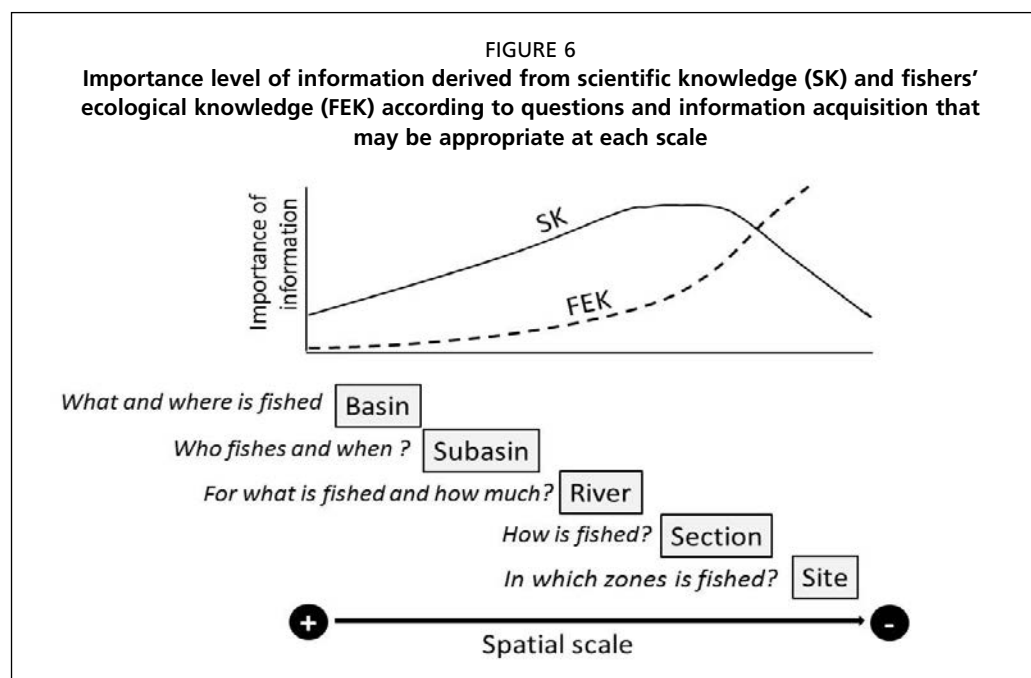 FIGURE 6
Importance level of information derived from scientific knowledge (SK) and fishers’
ecological knowledge (FEK) according to questions and information acquisition that
may be appropriate at each scale
Importance of
information
SK
FEK
What and where is fished Basin
Who fishes and when ? Subasin
For what is fished and how much? River
How is fished? Section
In which zones is fished? Site
+ -
Spatial scale